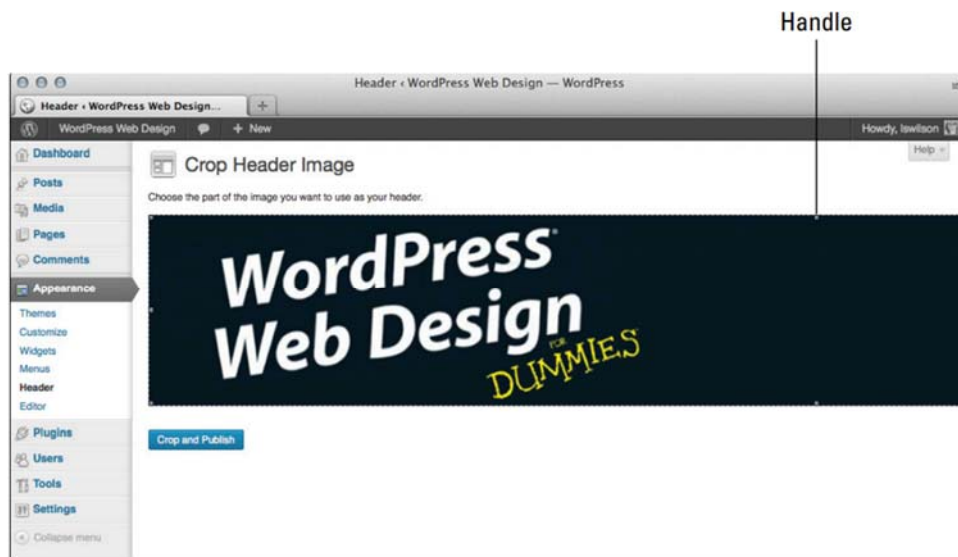 Handle
Header ‹ WordPress Web Design — WordPress
Header ‹ WordPress Web Design...
+
WordPress Web Design + New
Howdy, lswilson
Help
Dashboard
Posts
Media
Pages
Comments
Appearance
Themes
Customize
Widgets
Menus
Header
Editor
Plugins
Users
Tools
Settings
Collapse menu
Crop Header Image
Choose the part of the image you want to use as your header.
WordPress®
Web Design
FOR
DUMMIES
Crop and Publish